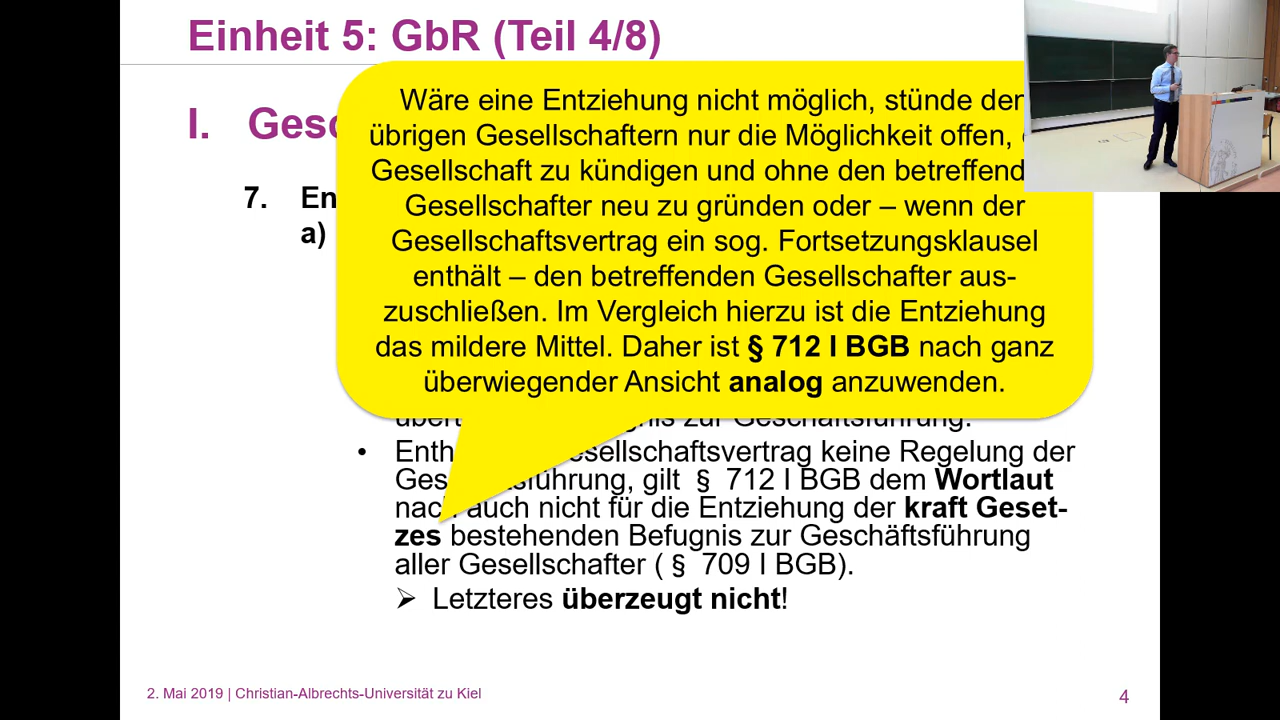 Einheit 5: GbR (Teil 4/8)
I. Gesc
7. En
a)
Wäre eine Entziehung nicht möglich, stünde den
übrigen Gesellschaftern nur die Möglichkeit offen,
Gesellschaft zu kündigen und ohne den betreffend
Gesellschafter neu zu gründen oder – wenn der
Gesellschaftsvertrag ein sog. Fortsetzungsklausel
enthält – den betreffenden Gesellschafter aus-
zuschließen. Im Vergleich hierzu ist die Entziehung
das mildere Mittel. Daher ist § 712 I BGB nach ganz
überwiegender Ansicht analog anzuwenden.
übert gnis zur Geschäftsführung.
• Enth esellschaftsvertrag keine Regelung der
Ges tsführung, gilt § 712 I BGB dem Wortlaut
nach auch nicht für die Entziehung der kraft Geset-
zes bestehenden Befugnis zur Geschäftsführung
aller Gesellschafter ( § 709 I BGB).
➢ Letzteres überzeugt nicht!
2. Mai 2019 | Christian-Albrechts-Universität zu Kiel
4